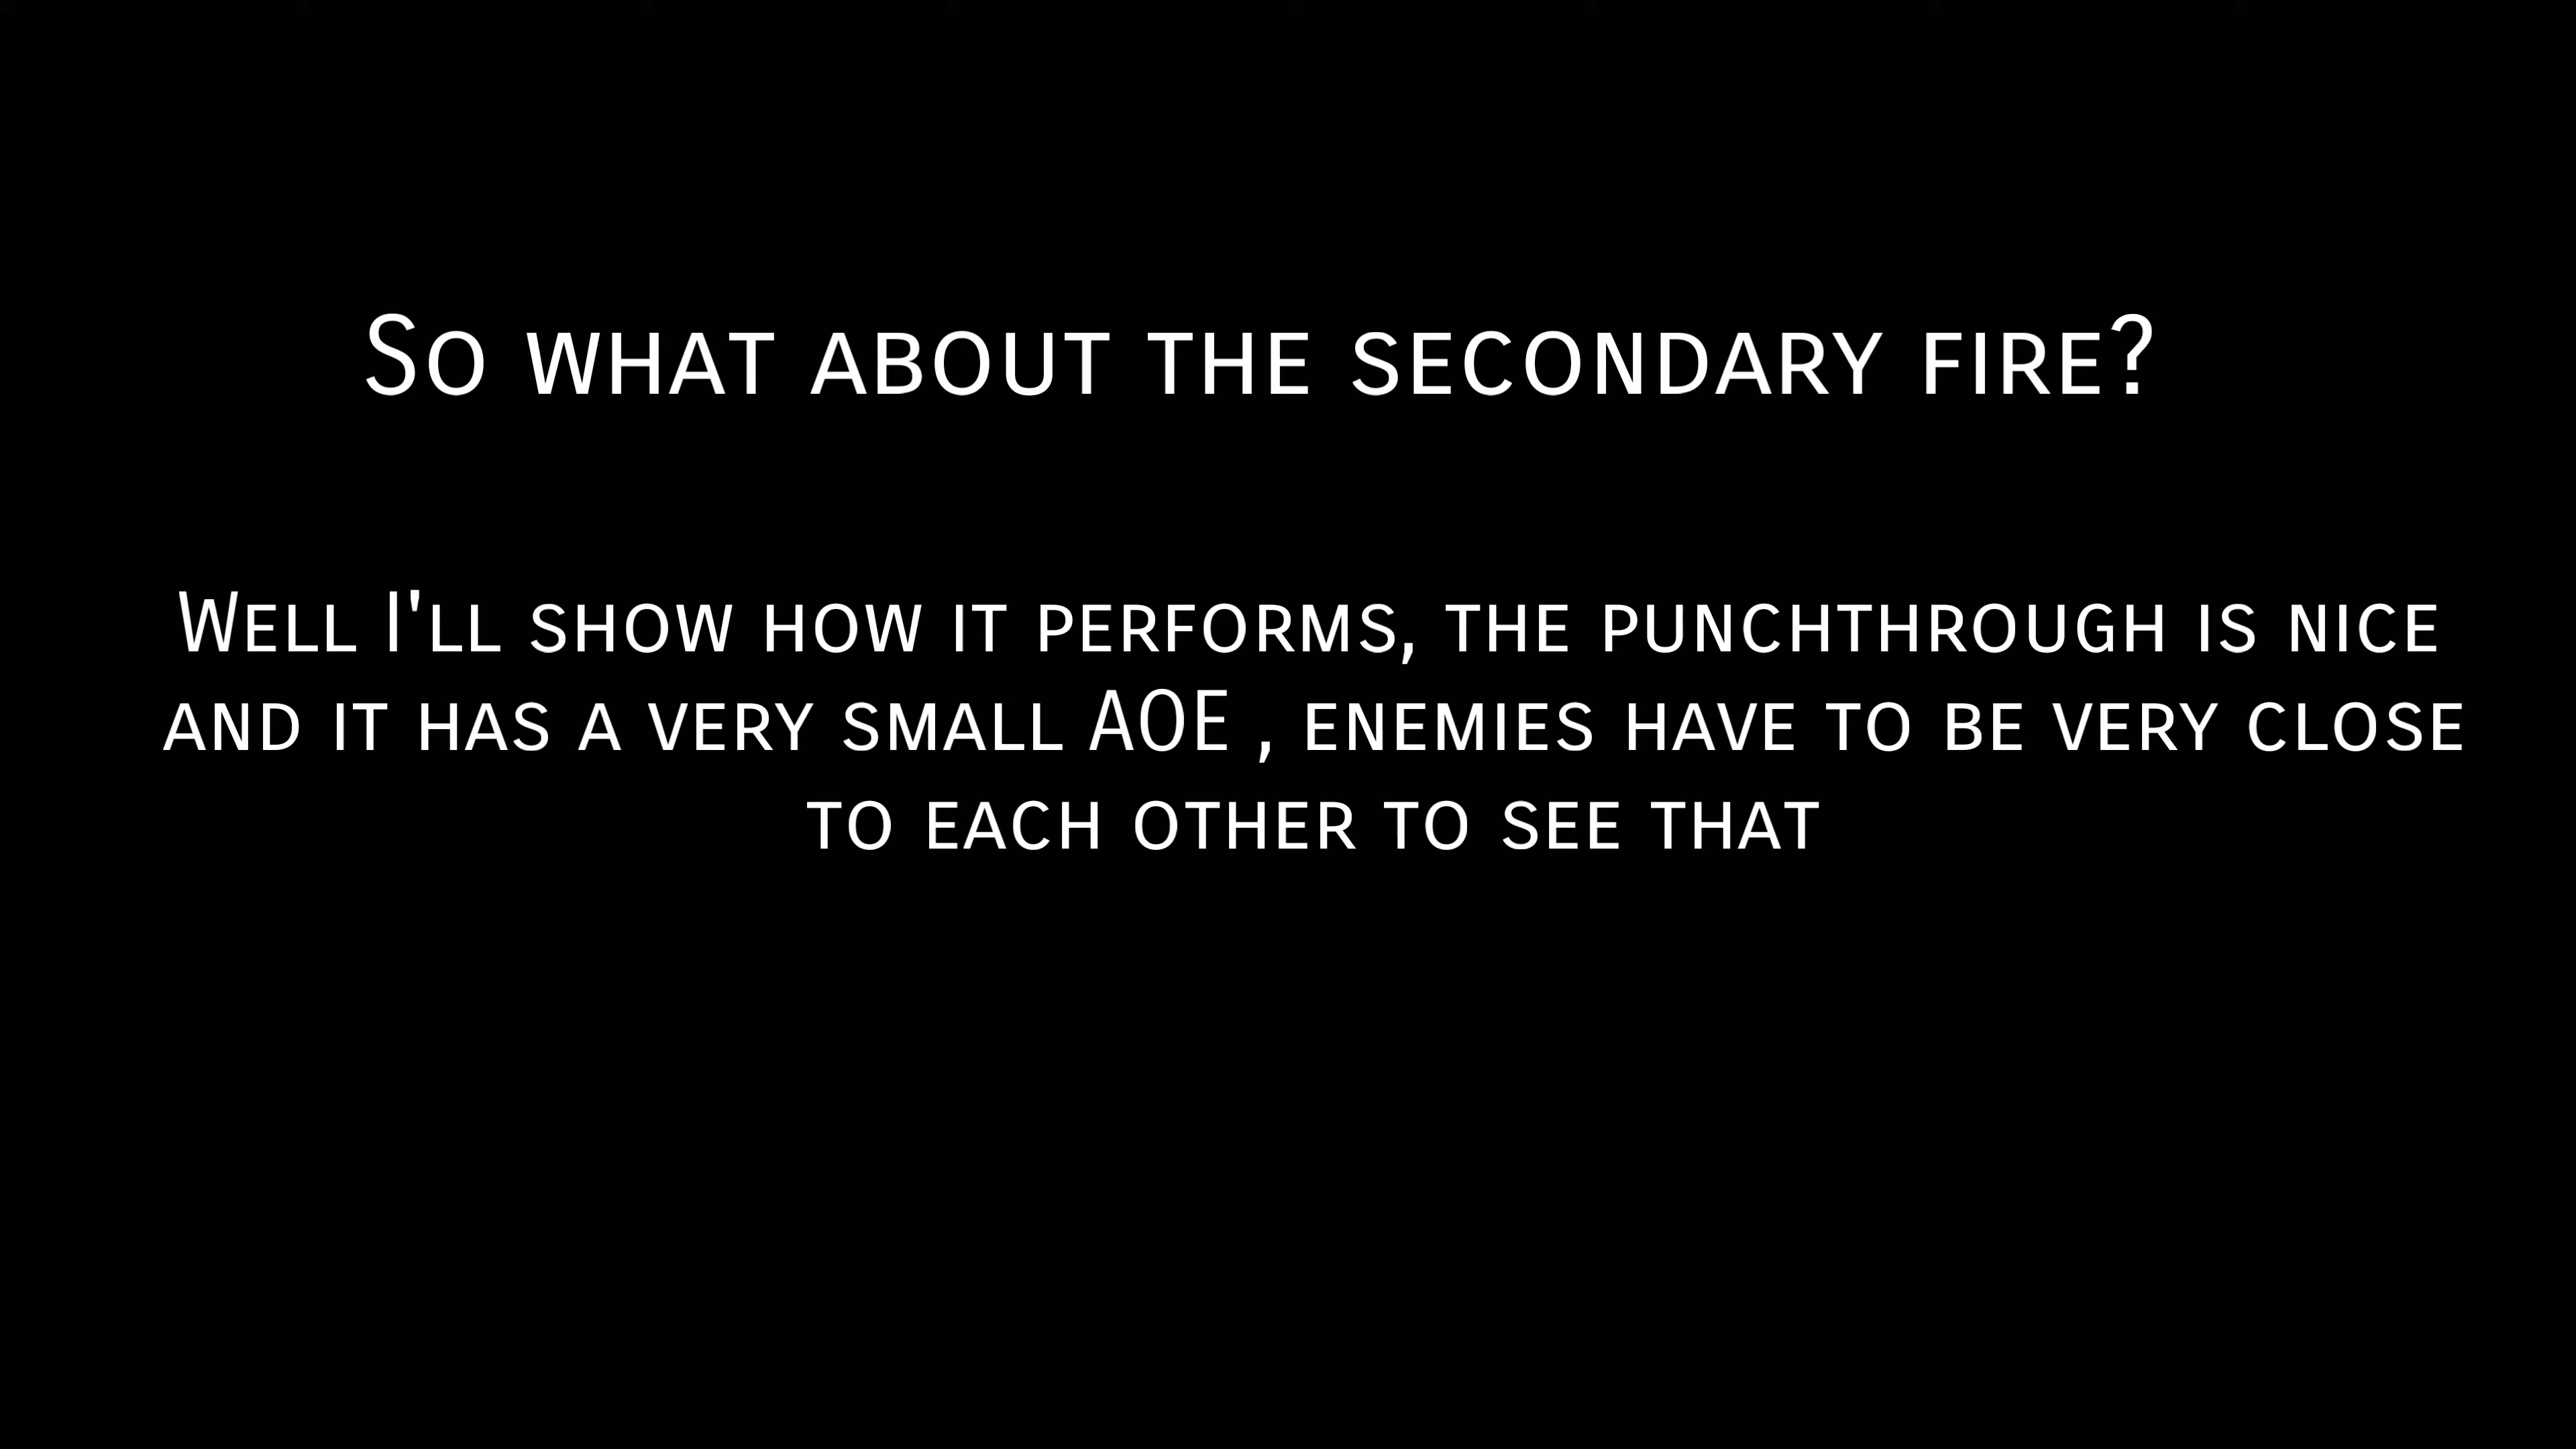 So what about the secondary fire?
Well I'll show how it performs, the punchthrough is nice
and it has a very small AOE , enemies have to be very close
to each other to see that